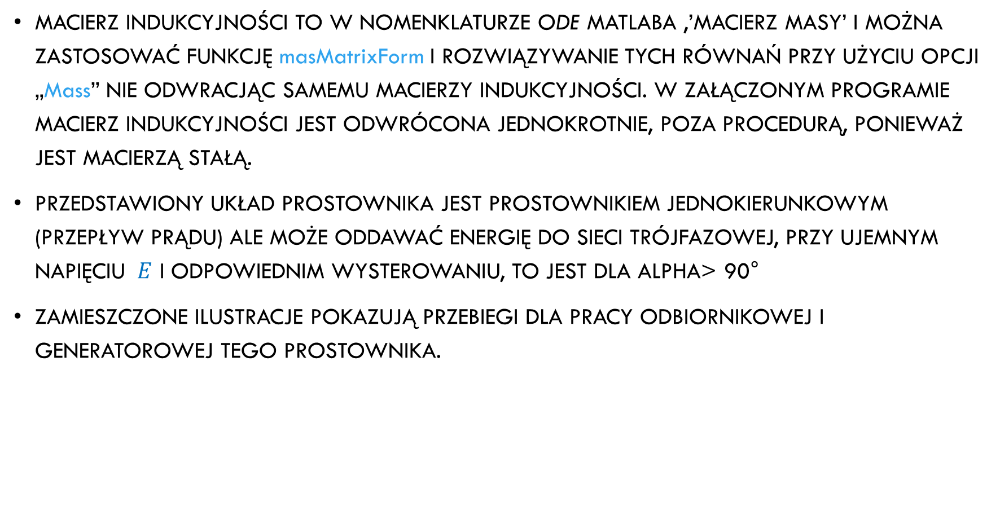 • MACIERZ INDUKCYJNOŚCI TO W NOMENKLATURZE ODE MATLABA ‚’MACIERZ MASY’ I MOŻNA
ZASTOSOWAĆ FUNKCJĘ masMatrixForm I ROZWIĄZYWANIE TYCH RÓWNAŃ PRZY UŻYCIU OPCJI
„Mass” NIE ODWRACJĄC SAMEMU MACIERZY INDUKCYJNOŚCI. W ZAŁĄCZONYM PROGRAMIE
MACIERZ INDUKCYJNOŚCI JEST ODWRÓCONA JEDNOKROTNIE, POZA PROCEDURĄ, PONIEWAŻ
JEST MACIERZĄ STAŁĄ.
• PRZEDSTAWIONY UKŁAD PROSTOWNIKA JEST PROSTOWNIKIEM JEDNOKIERUNKOWYM
(PRZEPŁYW PRĄDU) ALE MOŻE ODDAWAĆ ENERGIĘ DO SIECI TRÓJFAZOWEJ, PRZY UJEMNYM
NAPIĘCIU E I ODPOWIEDNIM WYSTEROWANIU, TO JEST DLA ALPHA> 90°
• ZAMIESZCZONE ILUSTRACJE POKAZUJĄ PRZEBIEGI DLA PRACY ODBIORNIKOWEJ I
GENERATOROWEJ TEGO PROSTOWNIKA.